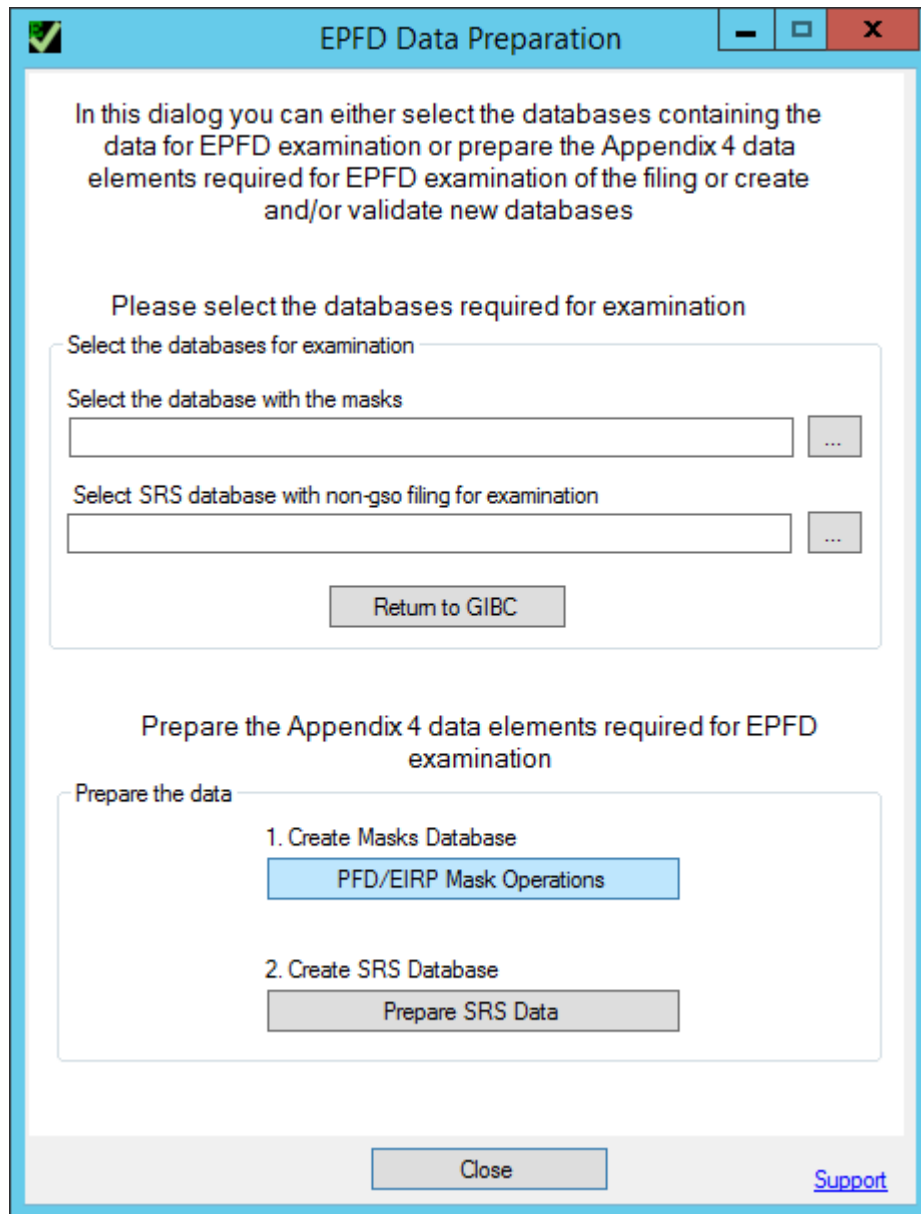 EPFD Data Preparation
In this dialog you can either select the databases containing the
data for EPFD examination or prepare the Appendix 4 data
elements required for EPFD examination of the filing or create
and/or validate new databases
Please select the databases required for examination
Select the databases for examination
Select the database with the masks
...
Select SRS database with non-gso filing for examination
...
Return to GIBC
Prepare the Appendix 4 data elements required for EPFD
examination
Prepare the data
1. Create Masks Database
PFD/EIRP Mask Operations
2. Create SRS Database
Prepare SRS Data
Close
Support